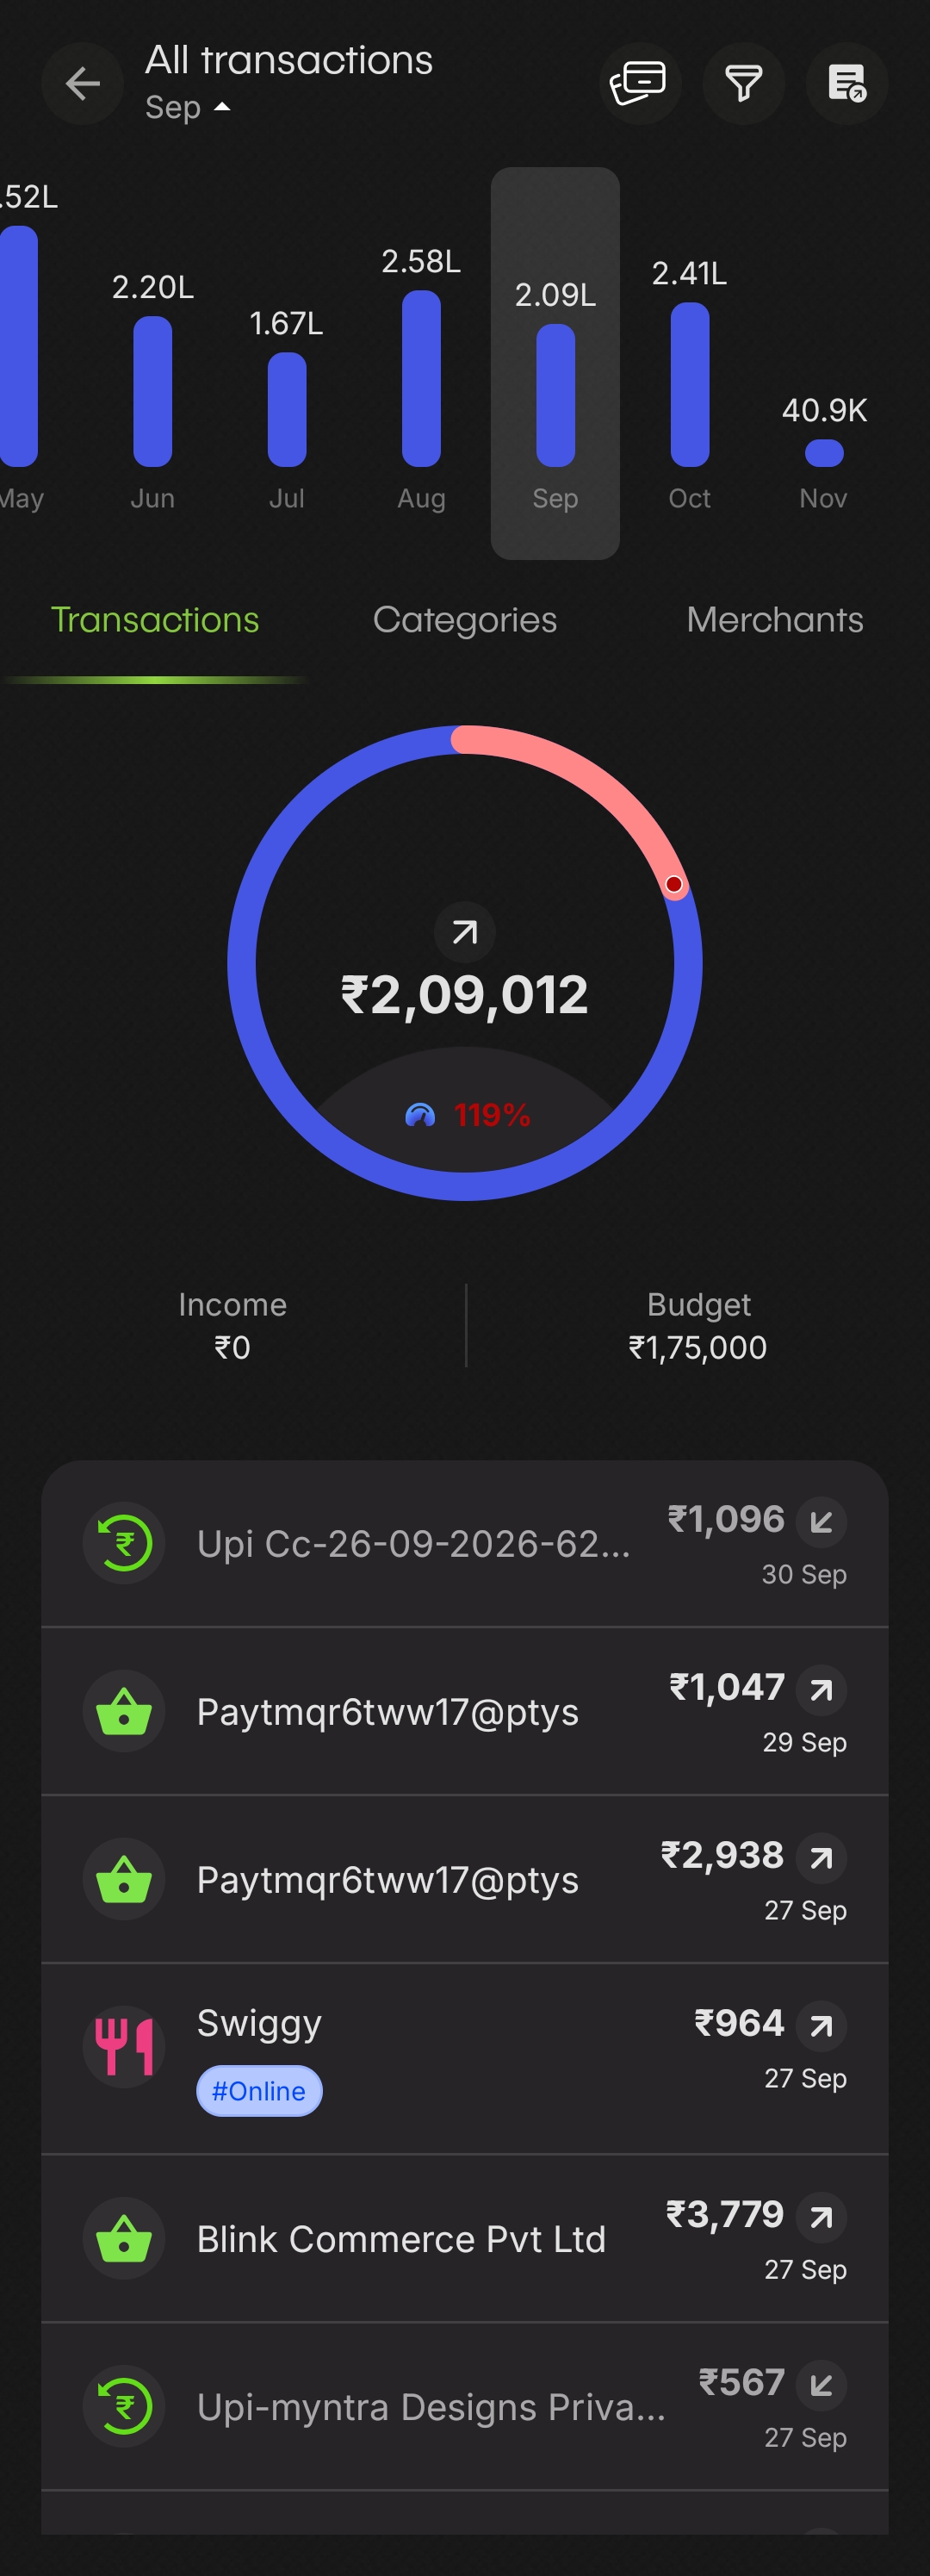 All transactions
Sep
.52L
2.20L
1.67L
2.58L
2.09L
2.41L
40.9K
May
Jun
Jul
Aug
Sep
Oct
Nov
Transactions
Categories
Merchants
₹2,09,012
119%
Income
₹0
Budget
₹1,75,000
Upi Cc-26-09-2026-62...
₹1,096
30 Sep
Paytmqr6tww17@ptys
₹1,047
29 Sep
Paytmqr6tww17@ptys
₹2,938
27 Sep
Swiggy
#Online
₹964
27 Sep
Blink Commerce Pvt Ltd
₹3,779
27 Sep
Upi-myntra Designs Priva...
₹567
27 Sep